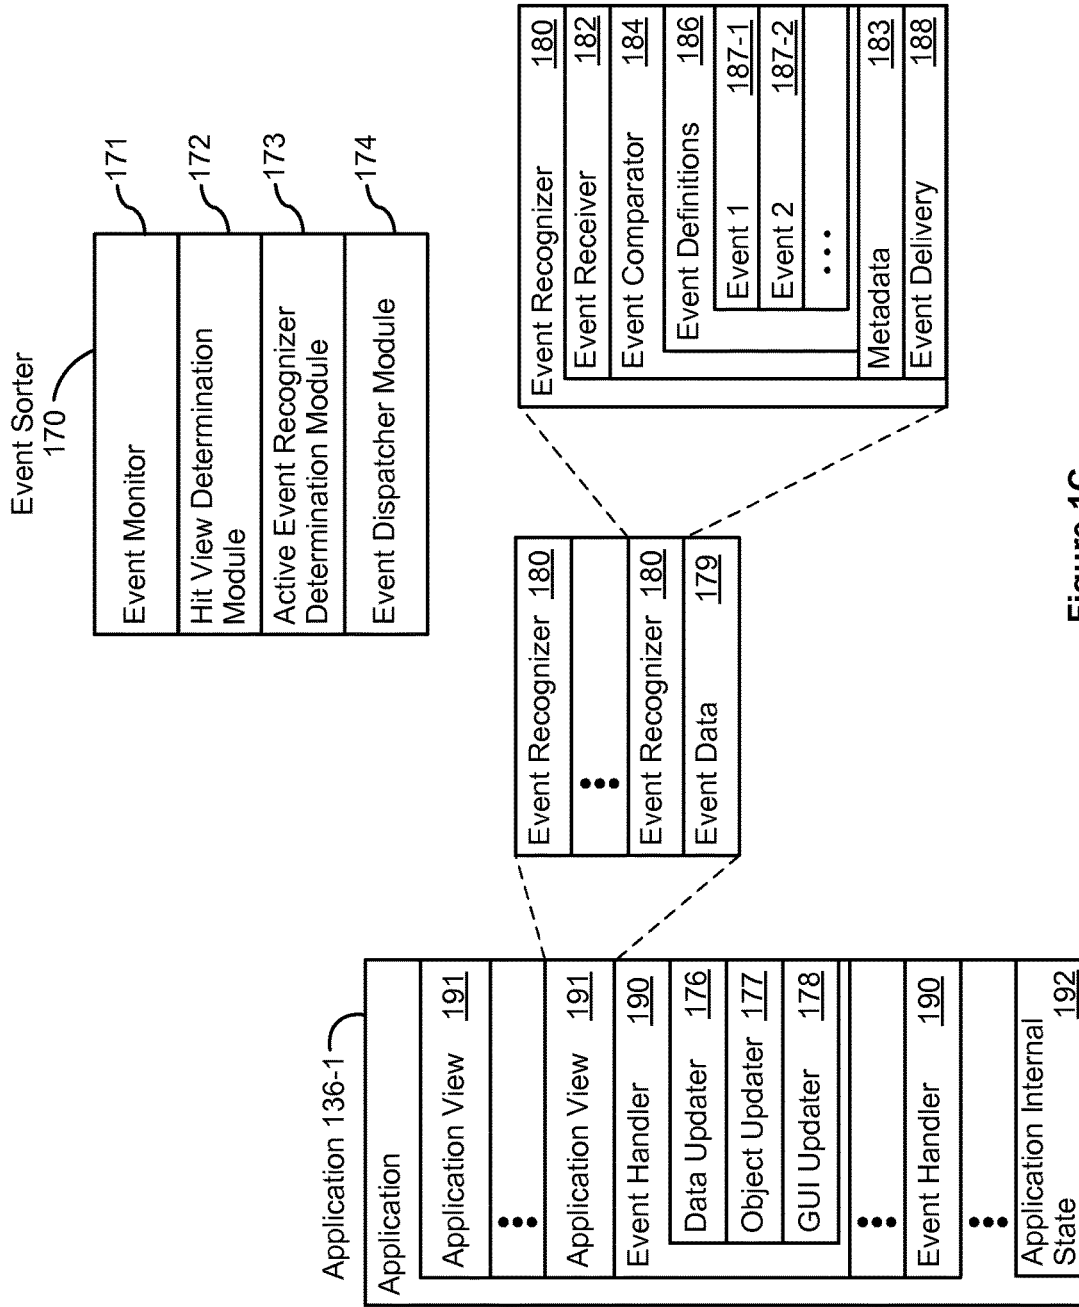 Event Sorter
170
Event Monitor
171
Hit View Determination
Module
172
Active Event Recognizer
Determination Module
173
Event Dispatcher Module
174
Application 136-1
Application
Application View 191
•••
Application View 191
Event Handler 190
Data Updater 176
Object Updater 177
GUI Updater 178
•••
Event Handler 190
•••
Application Internal
State 192
Event Recognizer 180
•••
Event Recognizer 180
Event Data 179
Event Recognizer 180
Event Receiver 182
Event Comparator 184
Event Definitions 186
Event 1 187-1
Event 2 187-2
•••
Metadata 183
Event Delivery 188